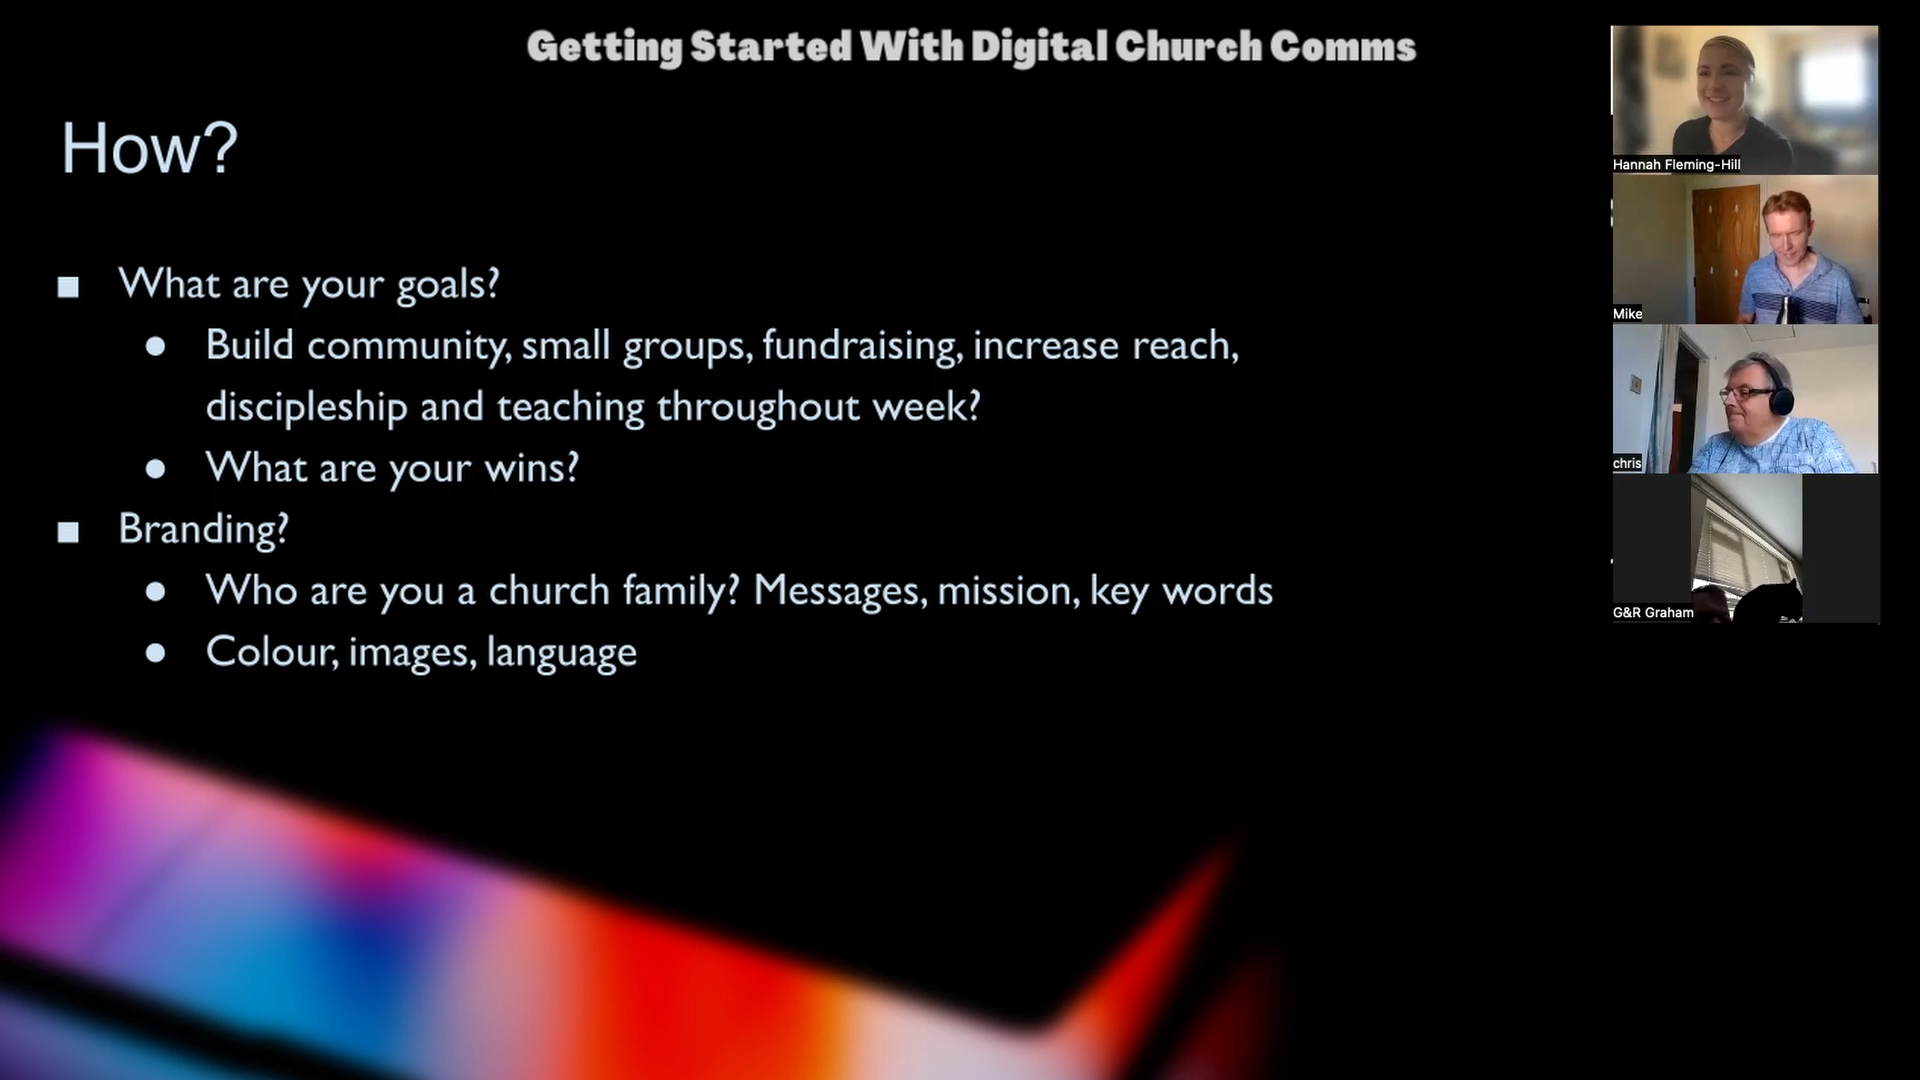 Getting Started With Digital Church Comms
How?
What are your goals?
Build community, small groups, fundraising, increase reach,
discipleship and teaching throughout week?
What are your wins?
Branding?
Who are you a church family? Messages, mission, key words
Colour, images, language
Hannah Fleming-Hill
Mike
chris
G&R Graham